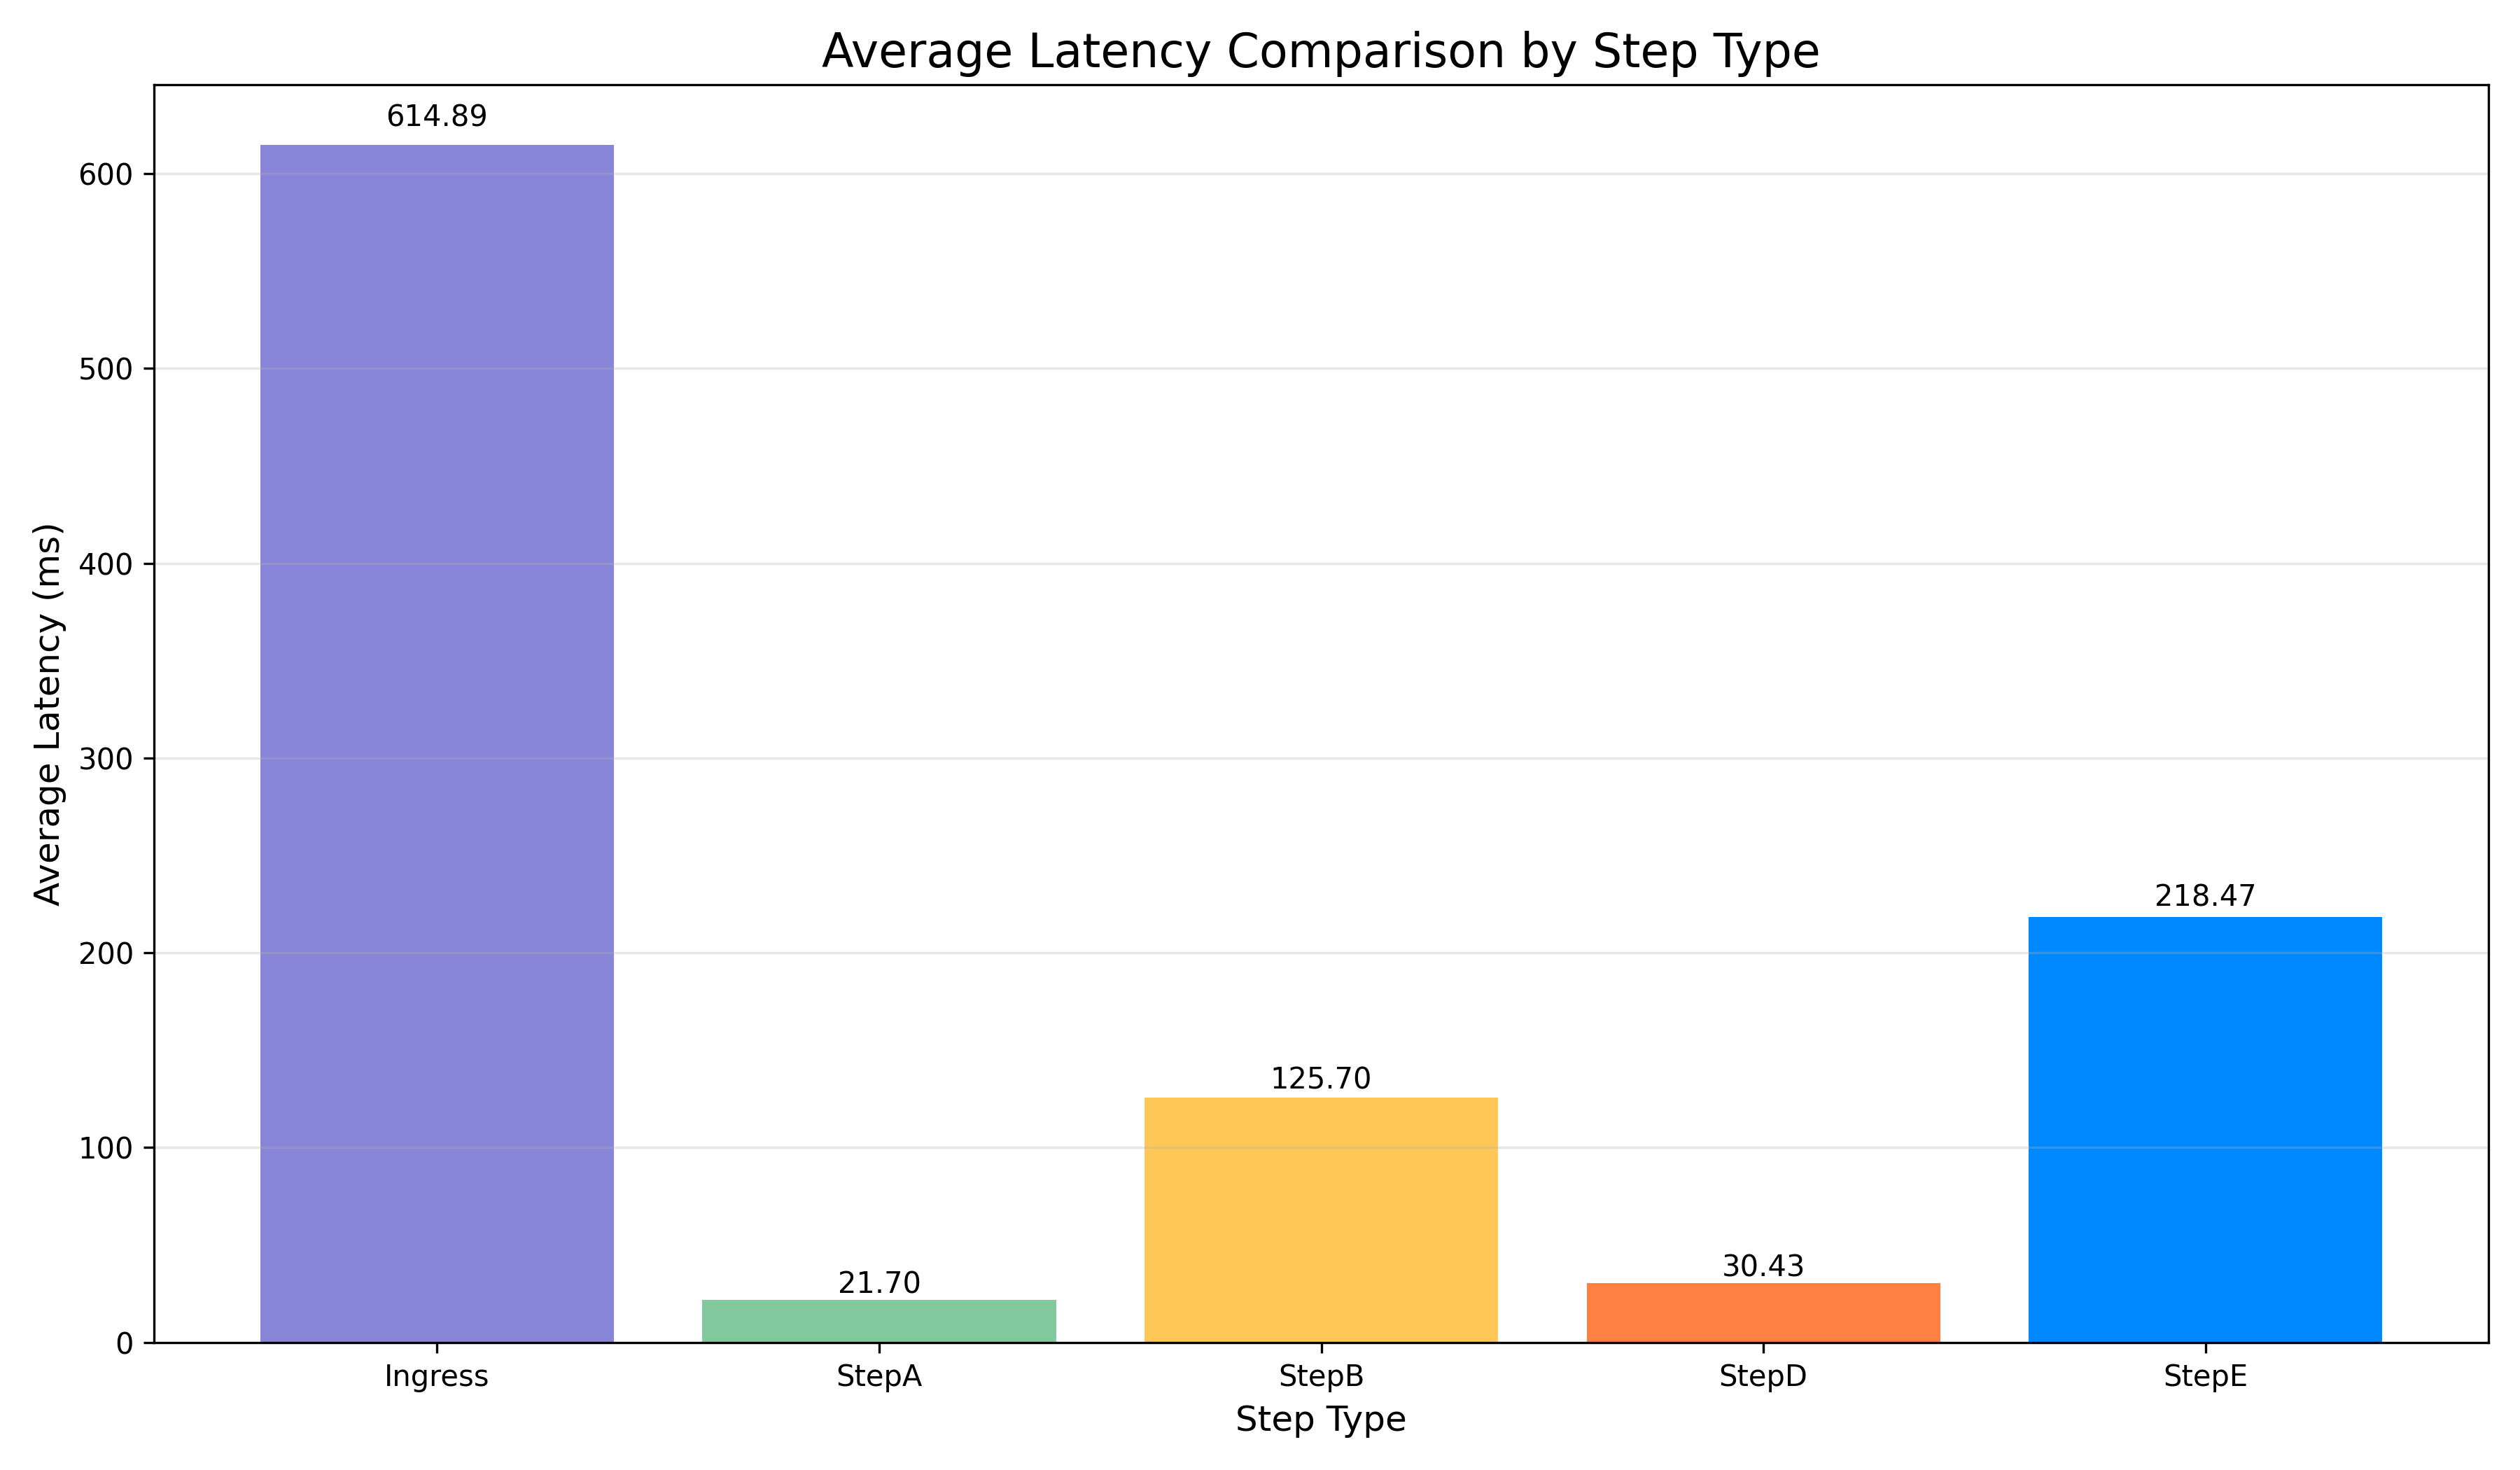 Average Latency Comparison by Step Type
Average Latency (ms)
600
500
400
300
200
100
0
614.89
21.70
125.70
30.43
218.47
Ingress
StepA
StepB
StepD
StepE
Step Type